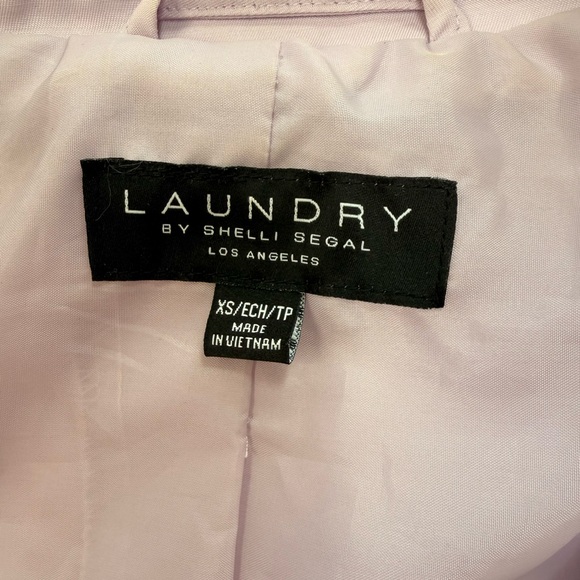 LAUNDRY
BY SHELLI SEGAL
LOS ANGELES
XS/ECH/TP
MADE
IN VIETNAM